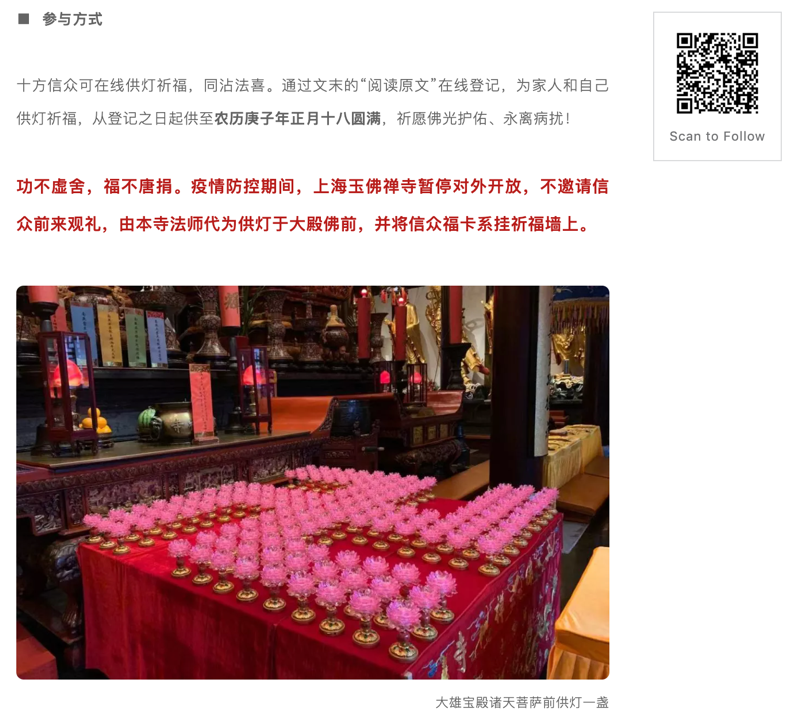 ■ 参与方式
十方信众可在线供灯祈福，同沾法喜。通过文末的“阅读原文”在线登记，为家人和自己
供灯祈福，从登记之日起供至农历庚子年正月十八圆满，祈愿佛光护佑、永离病扰！
功不虚舍，福不唐捐。疫情防控期间，上海玉佛禅寺暂停对外开放，不邀请信
众前来观礼，由本寺法师代为供灯于大殿佛前，并将信众福卡系挂祈福墙上。
大雄宝殿诸天菩萨前供灯一盏
Scan to Follow